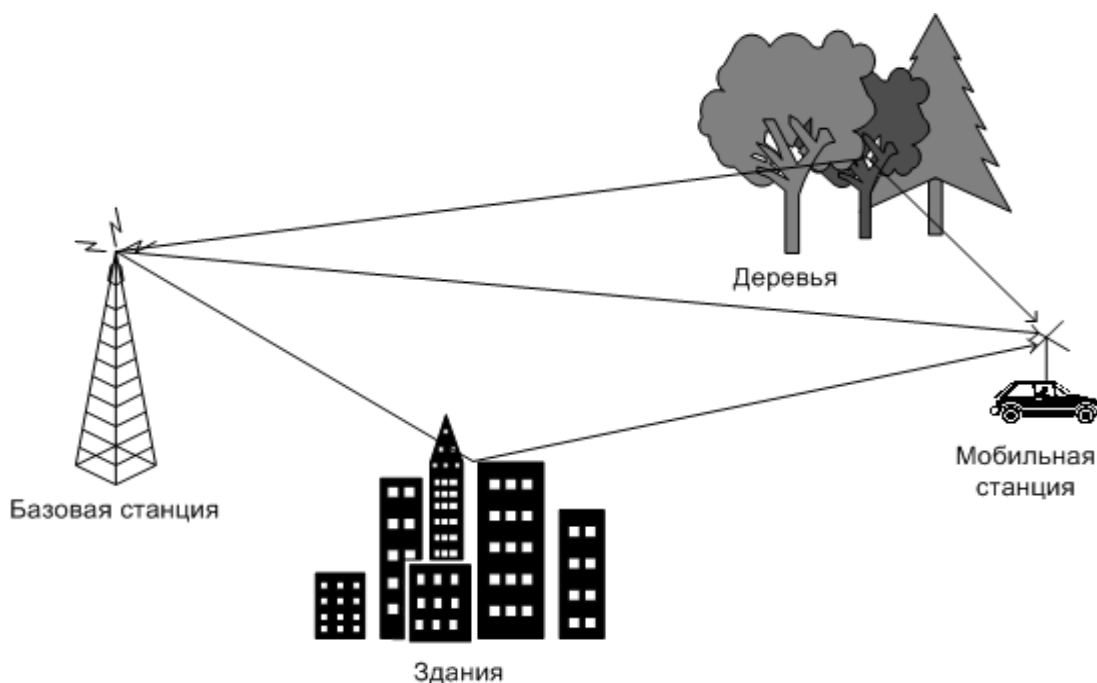 Деревья
Мобильная
станция
Базовая станция
Здания